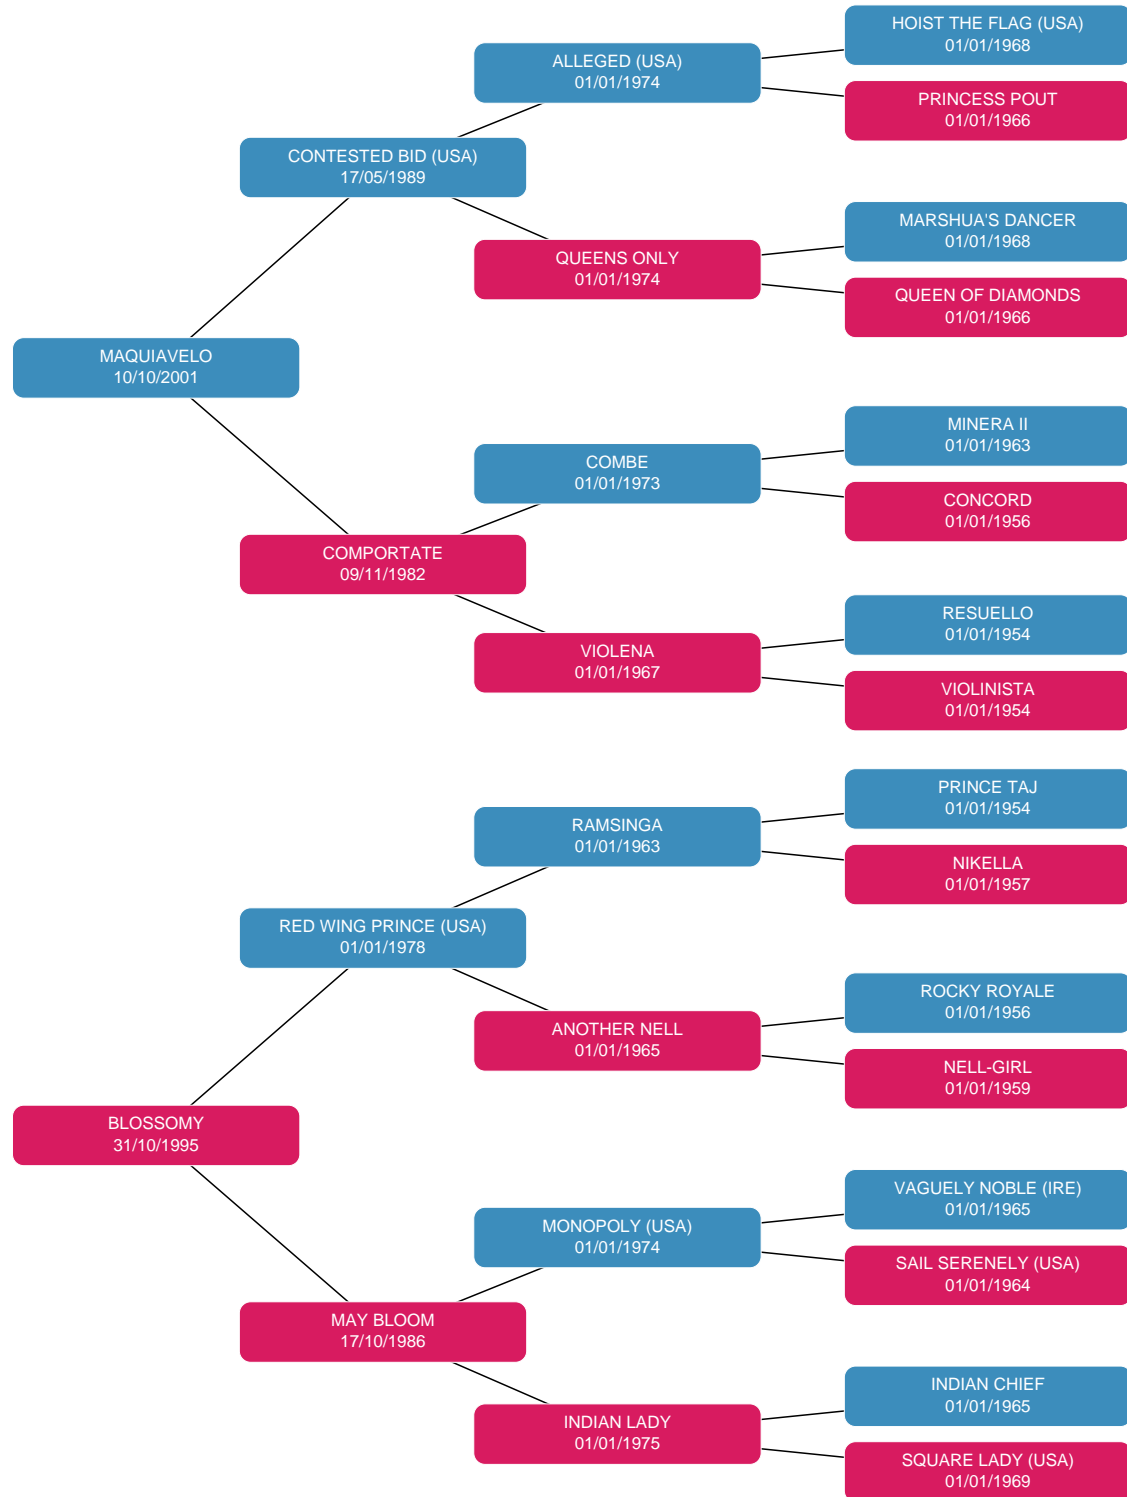 HOIST THE FLAG (USA)
01/01/1968
ALLEGED (USA)
01/01/1974
PRINCESS POUT
01/01/1966
CONTESTED BID (USA)
17/05/1989
MARSHUA'S DANCER
01/01/1968
QUEENS ONLY
01/01/1974
QUEEN OF DIAMONDS
01/01/1966
MAQUIAVELO
10/10/2001
MINERA II
01/01/1963
COMBE
01/01/1973
CONCORD
01/01/1956
COMPORTATE
09/11/1982
RESUELLO
01/01/1954
VIOLENA
01/01/1967
VIOLINISTA
01/01/1954
PRINCE TAJ
01/01/1954
RAMSINGA
01/01/1963
NIKELLA
01/01/1957
RED WING PRINCE (USA)
01/01/1978
ROCKY ROYALE
01/01/1956
ANOTHER NELL
01/01/1965
NELL-GIRL
01/01/1959
BLOSSOMY
31/10/1995
VAGUELY NOBLE (IRE)
01/01/1965
MONOPOLY (USA)
01/01/1974
SAIL SERENELY (USA)
01/01/1964
MAY BLOOM
17/10/1986
INDIAN CHIEF
01/01/1965
INDIAN LADY
01/01/1975
SQUARE LADY (USA)
01/01/1969